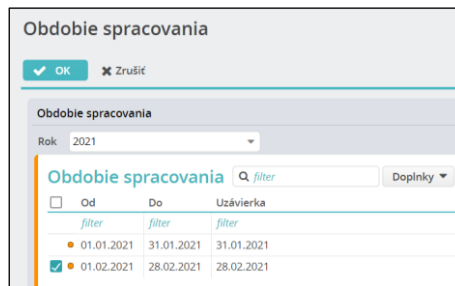 Obdobie spracovania
OK Zrušiť
Obdobie spracovania
Rok 2021
Obdobie spracovania filter Doplnky
Od Do Uzávierka
filter filter filter
01.01.2021 31.01.2021 31.01.2021
01.02.2021 28.02.2021 28.02.2021